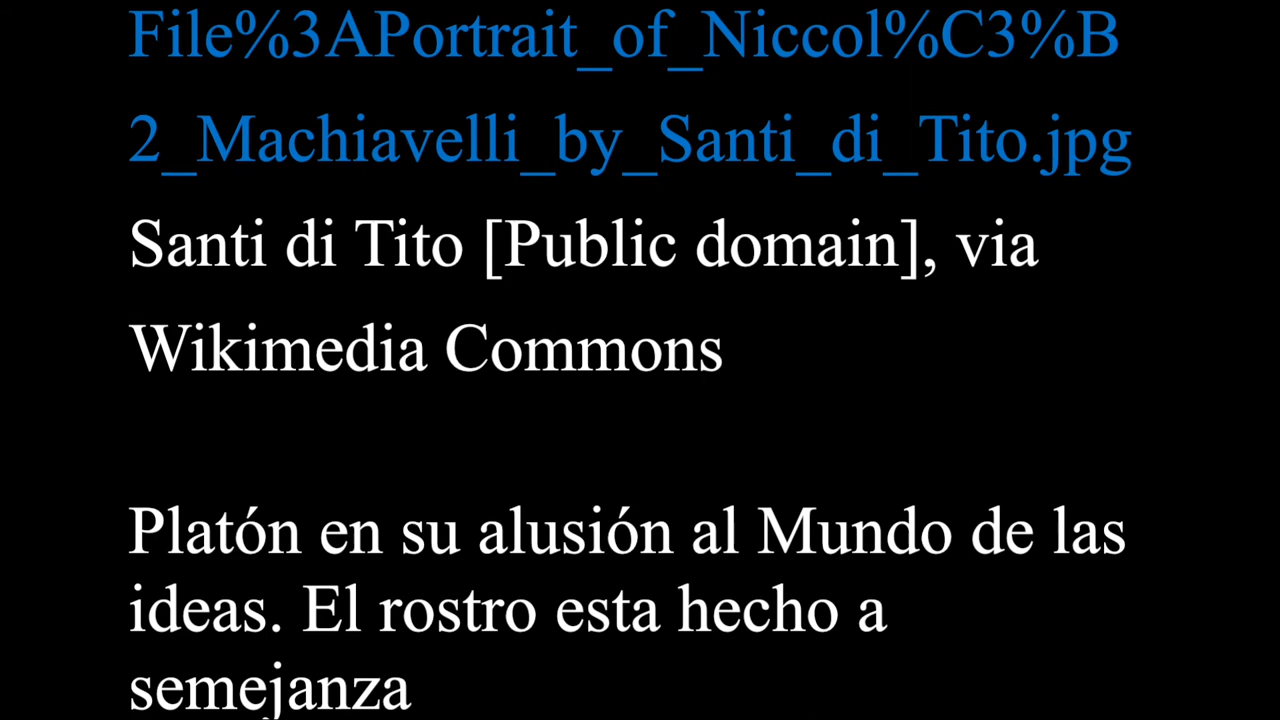 File%3APortrait_of_Niccol%C3%B
2_Machiavelli_by_Santi_di_Tito.jpg
Santi di Tito [Public domain], via
Wikimedia Commons
Platón en su alusión al Mundo de las
ideas. El rostro esta hecho a
semejanza